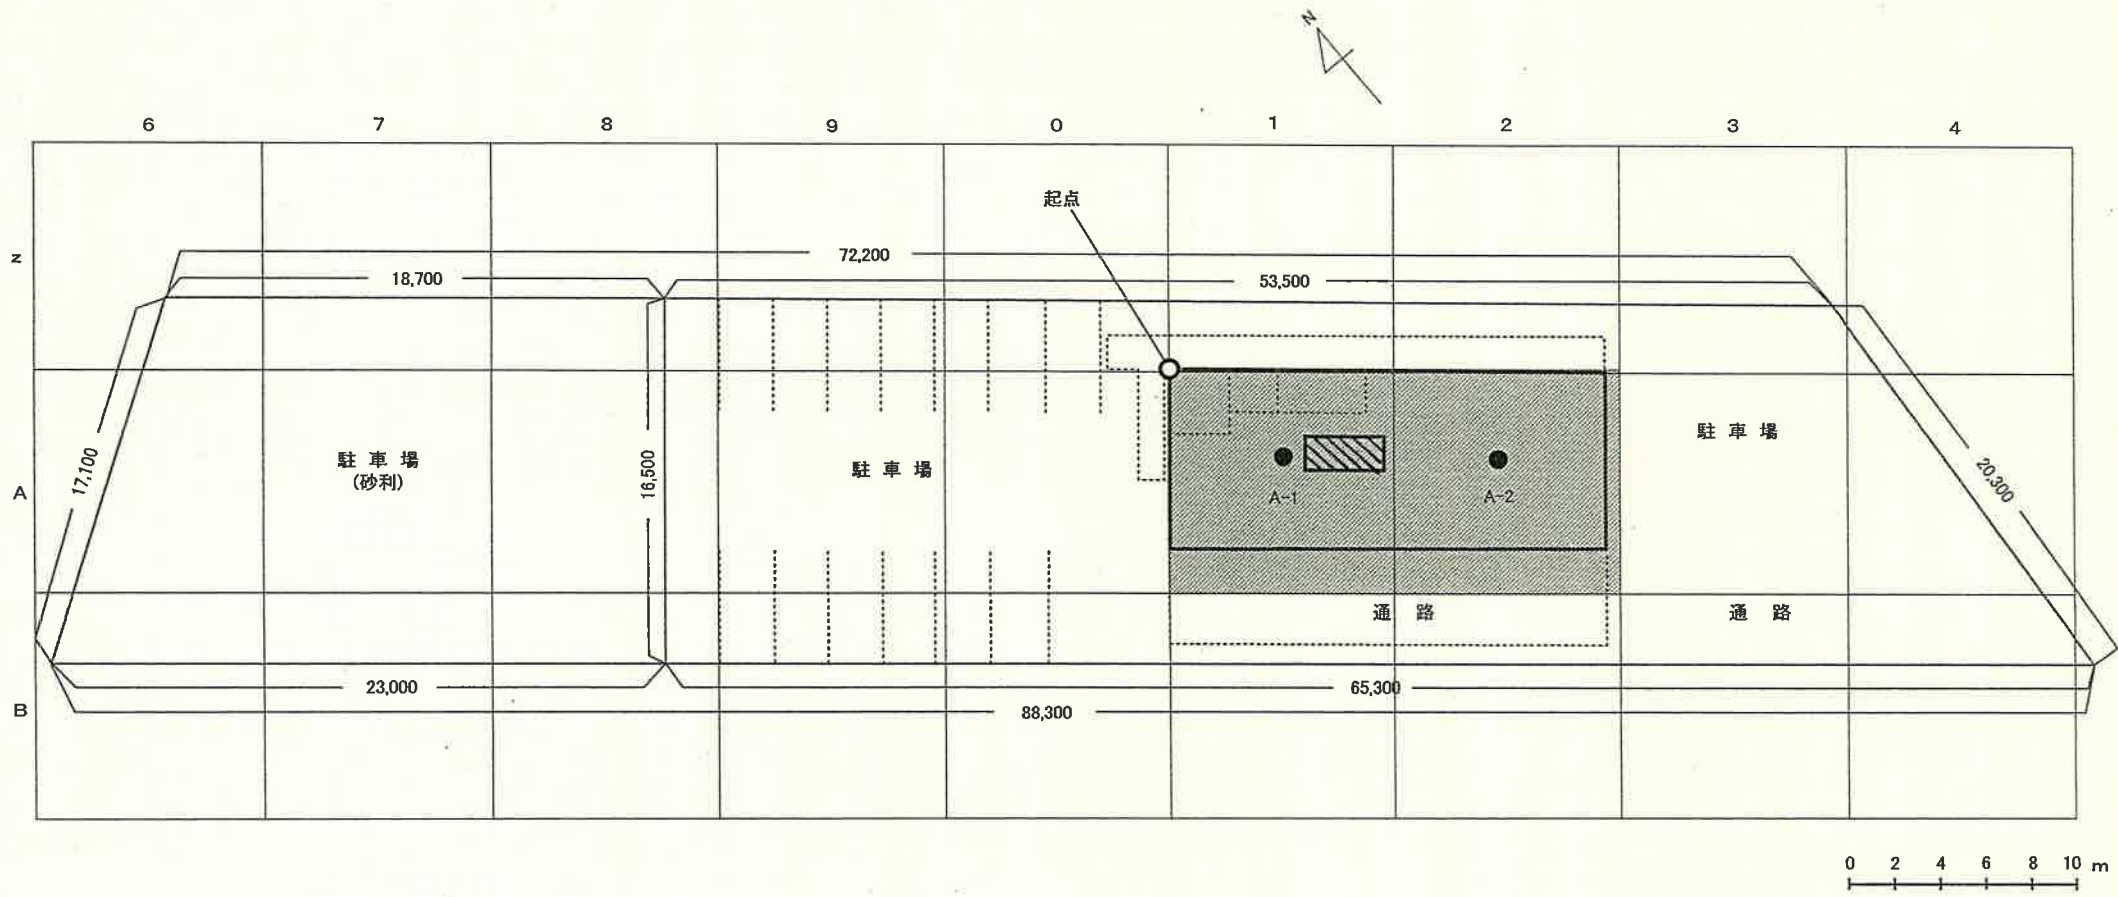 N
6 7 8 9 0 1 2 3 4
起点
z
72,200
18,700
53,500
駐車場
駐車場
(砂利)
駐車場
17,100
16,500
20,300
A
A-1
A-2
通路
通路
23,000
65,300
B
88,300
0 2 4 6 8 10 m